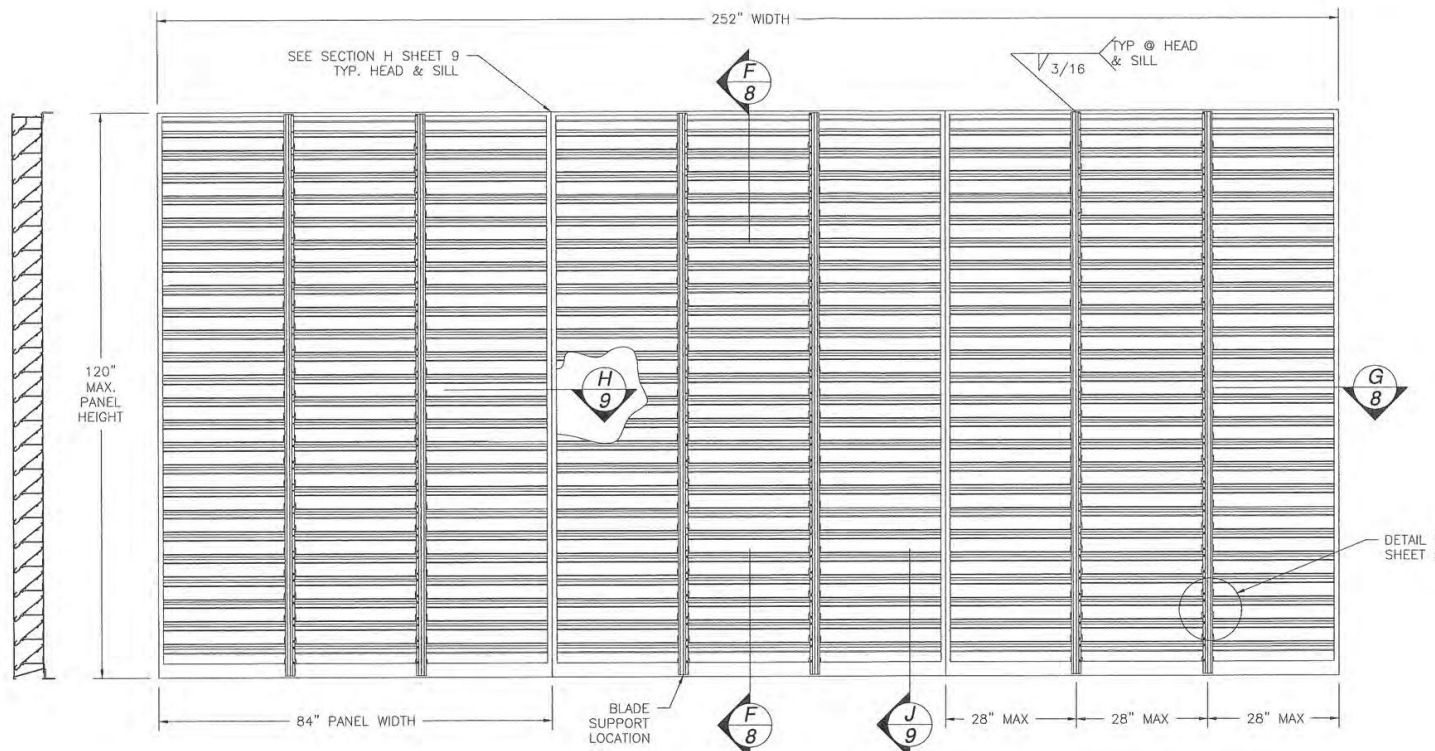 252" WIDTH
SEE SECTION H SHEET 9
TYP. HEAD & SILL
F
8
3/16
TYP @ HEAD
& SILL
120"
MAX.
PANEL
HEIGHT
H
9
G
8
DETAIL
SHEET
84" PANEL WIDTH
BLADE
SUPPORT
LOCATION
F
8
J
9
28" MAX
28" MAX
28" MAX